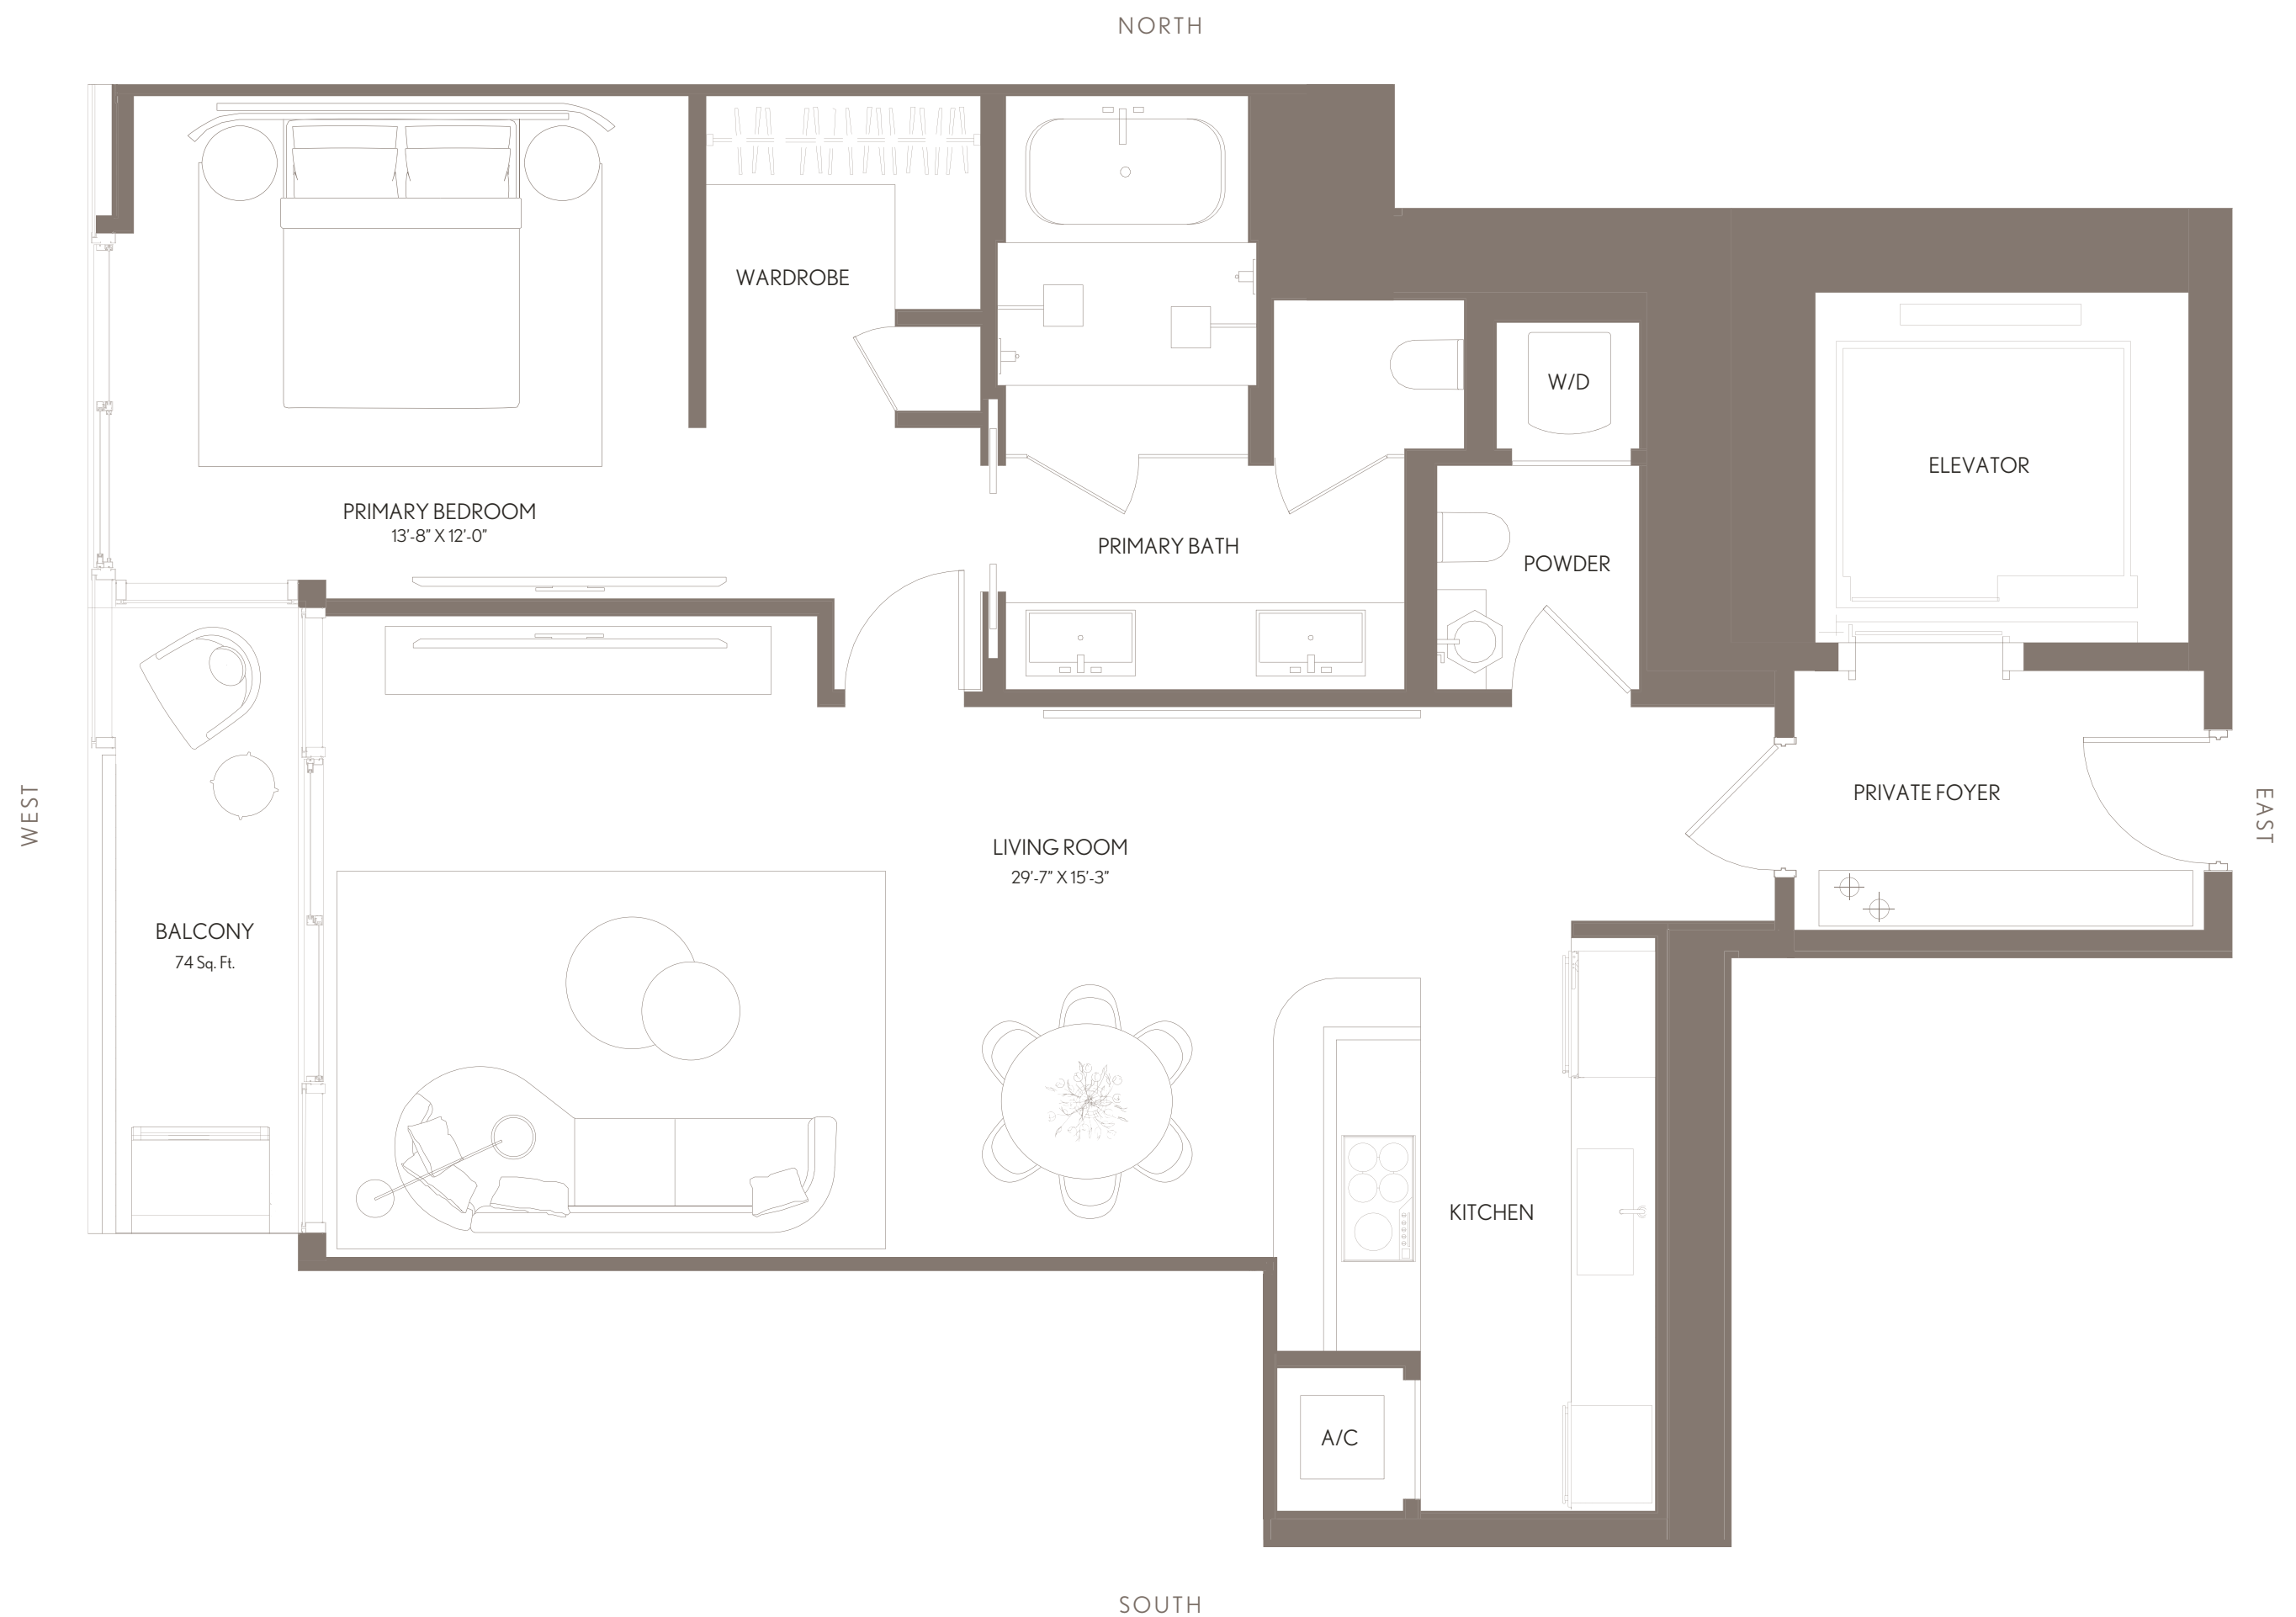 NORTH
WARDROBE
W/D
ELEVATOR
PRIMARY BEDROOM
13'-8" X 12'-0"
PRIMARY BATH
POWDER
WEST
PRIVATE FOYER
EAST
LIVING ROOM
29'-7" X 15'-3"
BALCONY
74 Sq. Ft.
KITCHEN
A/C
SOUTH